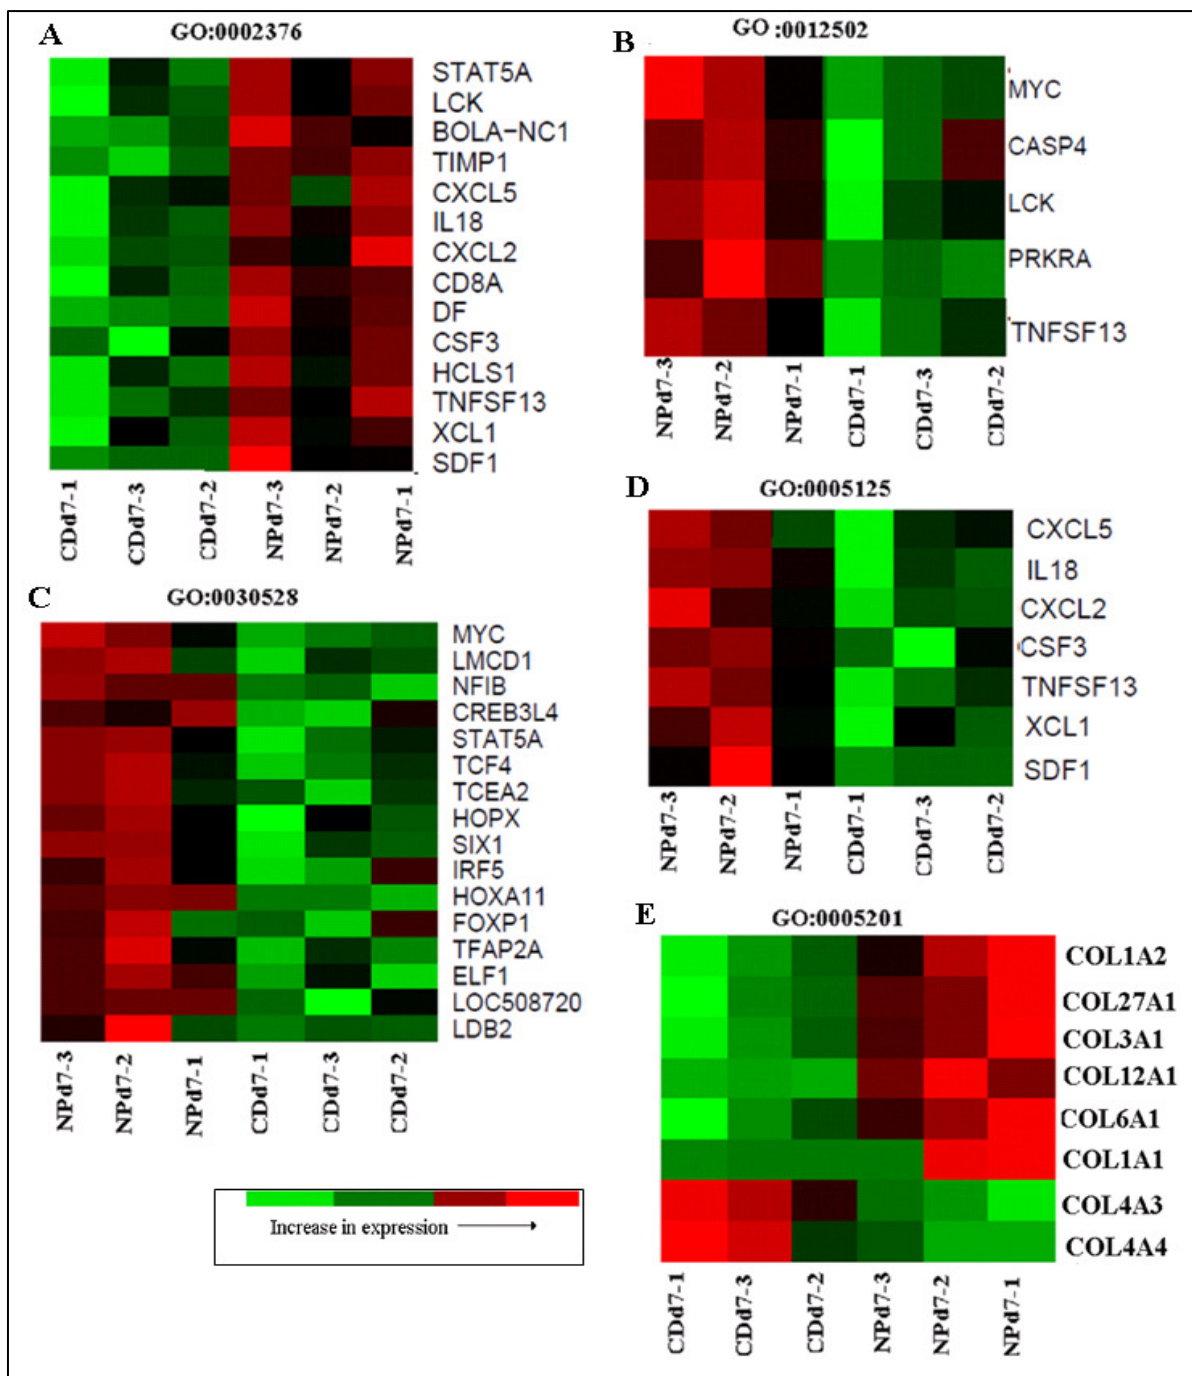 A
GO:0002376
STAT5A
LCK
BOLA-NC1
TIMP1
CXCL5
IL18
CXCL2
CD8A
DF
CSF3
HCLS1
TNFSF13
XCL1
SDF1
CDd7-1
CDd7-3
CDd7-2
NPd7-3
NPd7-2
NPd7-1
B
GO:0012502
MYC
CASP4
LCK
PRKRA
TNFSF13
NPd7-3
NPd7-2
NPd7-1
CDd7-1
CDd7-3
CDd7-2
C
GO:0030528
MYC
LMCD1
NFIB
CREB3L4
STAT5A
TCF4
TCEA2
HOPX
SIX1
IRF5
HOXA11
FOXP1
TFAP2A
ELF1
LOC508720
LDB2
NPd7-3
NPd7-2
NPd7-1
CDd7-1
CDd7-3
CDd7-2
Increase in expression
D
GO:0005125
CXCL5
IL18
CXCL2
CSF3
TNFSF13
XCL1
SDF1
NPd7-3
NPd7-2
NPd7-1
CDd7-1
CDd7-3
CDd7-2
E
GO:0005201
COL1A2
COL27A1
COL3A1
COL12A1
COL6A1
COL1A1
COL4A3
COL4A4
CDd7-1
CDd7-3
CDd7-2
NPd7-3
NPd7-2
NPd7-1